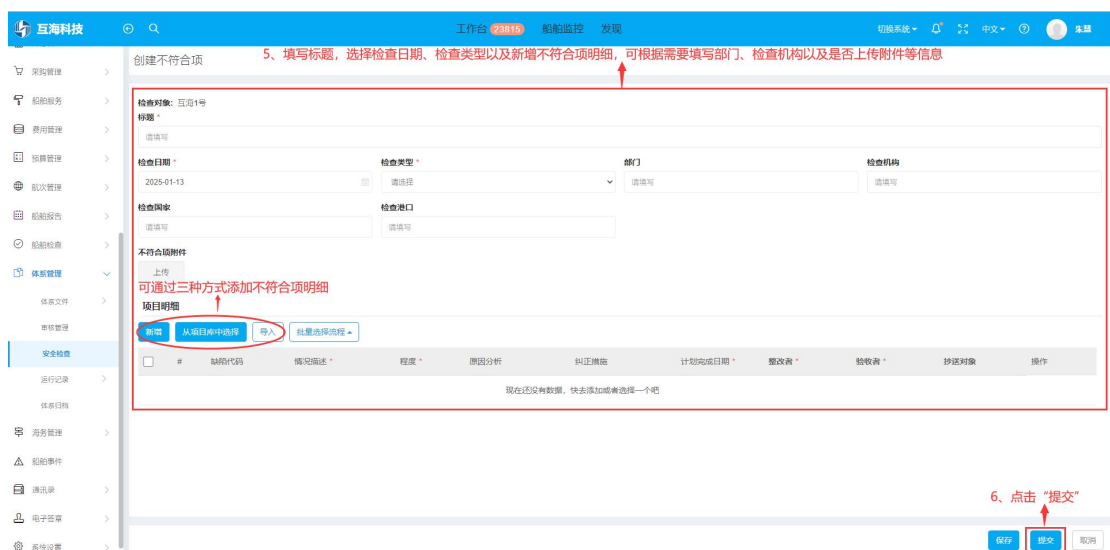 互海科技
工作台 23815 船舶监控 发现
切换系统 中文 朱慧
采购管理
船舶服务
费用管理
预算管理
航次管理
船舶报告
船舶检查
体系管理
体系文件
审核管理
安全检查
运行记录
体系归档
海务管理
船舶事件
通讯录
电子签章
系统设置
创建不符合项
5、填写标题，选择检查日期、检查类型以及新增不符合项明细，可根据需要填写部门、检查机构以及是否上传附件等信息
检查对象：互海1号
标题 *
请填写
检查日期 * 检查类型 * 部门 检查机构
2025-01-13 请选择 请填写 请填写
检查国家 检查港口
请填写 请填写
不符合项附件
上传
可通过三种方式添加不符合项明细
项目明细
新增 从项目库中选择 导入 批量选择流程
# 缺陷代码 情况描述 * 程度 * 原因分析 纠正措施 计划完成日期 * 整改者 * 验收者 * 抄送对象 操作
现在还没有数据，快去添加或者选择一个吧
6、点击“提交”
保存 提交 取消